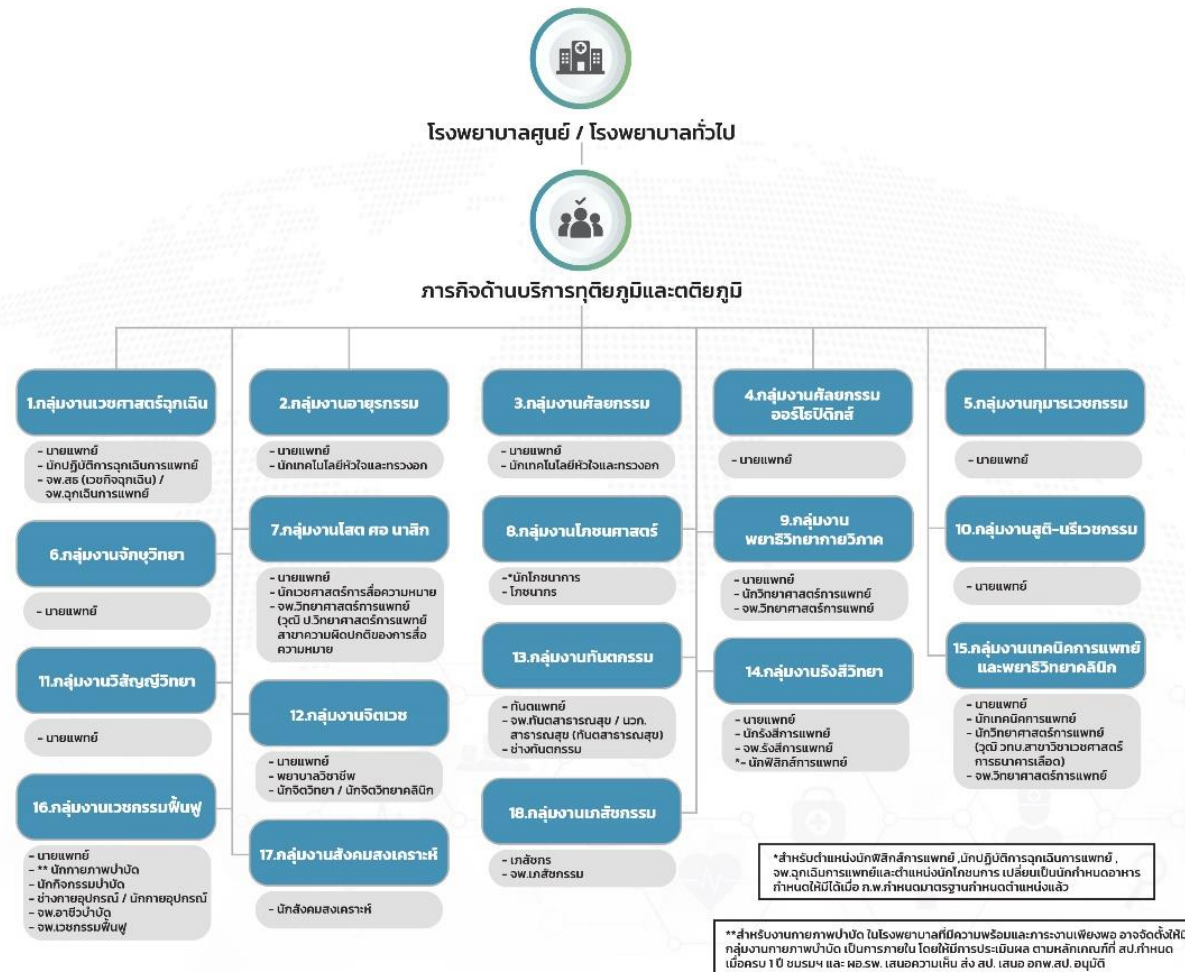 โรงพยาบาลศูนย์ / โรงพยาบาลทั่วไป
ภารกิจด้านบริการทุติยภูมิและตติยภูมิ
1.กลุ่มงานเวชศาสตร์ฉุกเฉิน
- นายแพทย์
- นักปฏิบัติการฉุกเฉินการแพทย์
- จพ.สธ (เวชกิจฉุกเฉิน) /
จพ.ฉุกเฉินการแพทย์
2.กลุ่มงานอายุรกรรม
- นายแพทย์
- นักเทคโนโลยีหัวใจและทรวงอก
3.กลุ่มงานศัลยกรรม
- นายแพทย์
- นักเทคโนโลยีหัวใจและทรวงอก
4.กลุ่มงานศัลยกรรม
ออร์โธปิดิกส์
- นายแพทย์
5.กลุ่มงานกุมารเวชกรรม
- นายแพทย์
6.กลุ่มงานจักษุวิทยา
- นายแพทย์
7.กลุ่มงานโสต ศอ นาสิก
- นายแพทย์
- นักเวชศาสตร์การสื่อความหมาย
- จพ.วิทยาศาสตร์การแพทย์
(วุฒิ ป.วิทยาศาสตร์การแพทย์
สาขาความผิดปกติของการสื่อ
ความหมาย
8.กลุ่มงานโภชนศาสตร์
-*นักโภชนาการ
- โภชนากร
9.กลุ่มงาน
พยาธิวิทยากายวิภาค
- นายแพทย์
- นักวิทยาศาสตร์การแพทย์
- จพ.วิทยาศาสตร์การแพทย์
10.กลุ่มงานสูติ-นรีเวชกรรม
- นายแพทย์
11.กลุ่มงานวิสัญญีวิทยา
- นายแพทย์
12.กลุ่มงานจิตเวช
- นายแพทย์
- พยาบาลวิชาชีพ
- นักจิตวิทยา / นักจิตวิทยาคลินิก
13.กลุ่มงานทันตกรรม
- ทันตแพทย์
- จพ.ทันตสาธารณสุข / นวก.
สาธารณสุข (ทันตสาธารณสุข)
- ช่างทันตกรรม
14.กลุ่มงานรังสีวิทยา
- นายแพทย์
- นักรังสีการแพทย์
- จพ.รังสีการแพทย์
*- นักฟิสิกส์การแพทย์
15.กลุ่มงานเทคนิคการแพทย์
และพยาธิวิทยาคลินิก
- นายแพทย์
- นักเทคนิคการแพทย์
- นักวิทยาศาสตร์การแพทย์
(วุฒิ วทบ.สาขาวิชาเวชศาสตร์
การธนาคารเลือด)
- จพ.วิทยาศาสตร์การแพทย์
16.กลุ่มงานเวชกรรมฟื้นฟู
- นายแพทย์
- ** นักกายภาพบำบัด
- นักกิจกรรมบำบัด
- ช่างกายอุปกรณ์ / นักกายอุปกรณ์
- จพ.อาชีวบำบัด
- จพ.เวชกรรมฟื้นฟู
17.กลุ่มงานสังคมสงเคราะห์
- นักสังคมสงเคราะห์
18.กลุ่มงานเภสัชกรรม
- เภสัชกร
- จพ.เภสัชกรรม
*สำหรับตำแหน่งนักฟิสิกส์การแพทย์ ,นักปฏิบัติการฉุกเฉินการแพทย์ ,
จพ.ฉุกเฉินการแพทย์และตำแหน่งนักโภชนการ เปลี่ยนเป็นนักกำหนดอาหาร
กำหนดให้มีได้เมื่อ ก.พ.กำหนดมาตรฐานกำหนดตำแหน่งแล้ว
**สำหรับงานกายภาพบำบัด ในโรงพยาบาลที่มีความพร้อมและภาระงานเพียงพอ อาจจัดตั้งให้มี
กลุ่มงานกายภาพบำบัด เป็นการภายใน โดยให้มีการประเมินผล ตามหลักเกณฑ์ที่ สป.กำหนด
เมื่อครบ 1 ปี ชมรมฯ และ ผอ.รพ. เสนอความเห็น ส่ง สป. เสนอ อกพ.สป. อนุมัติ